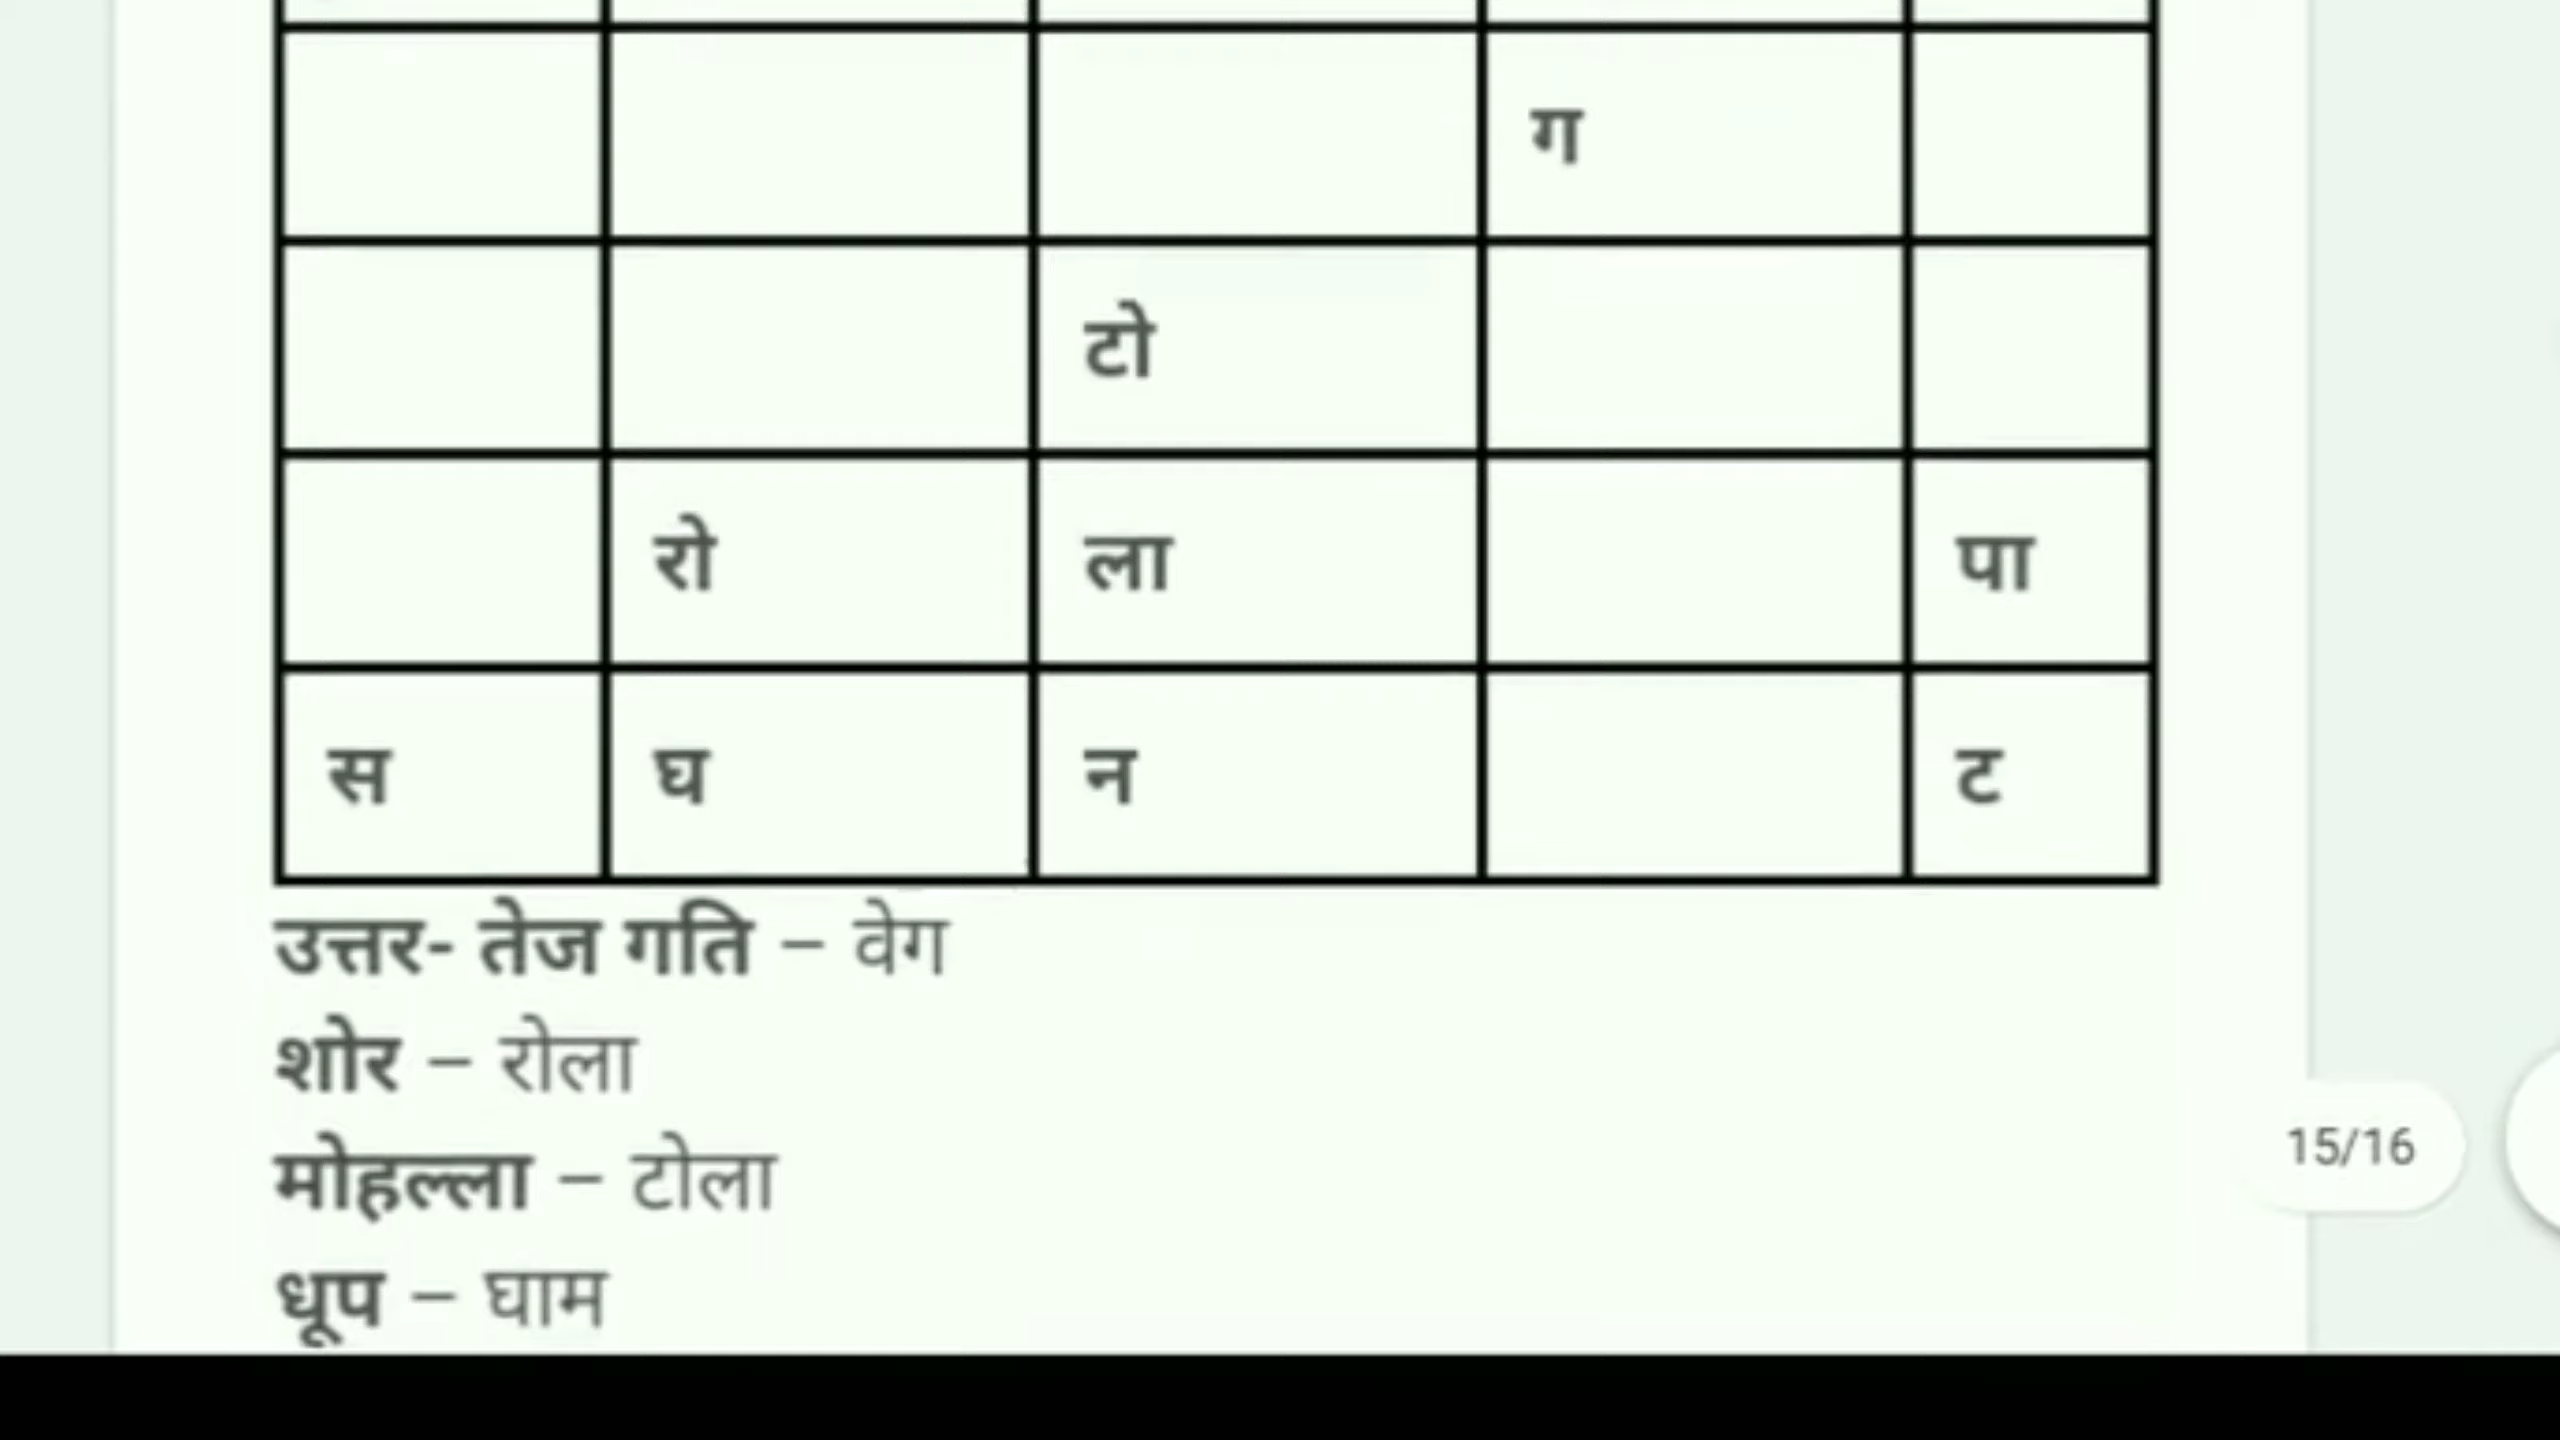 ग
टो
रो ला पा
स घ न ट
उत्तर- तेज गति – वेग
शोर – रोला
मोहल्ला – टोला
धूप – घाम
15/16